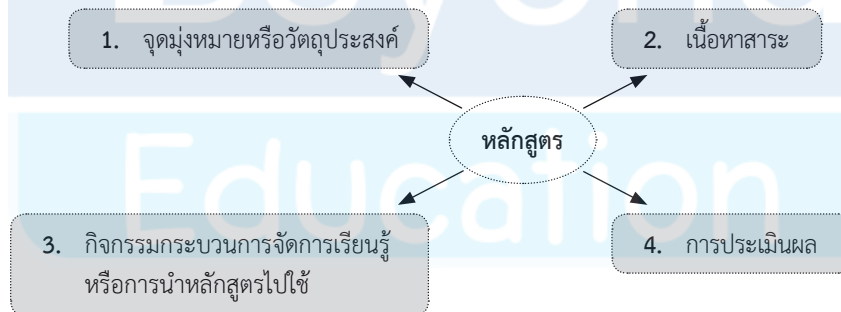 Beyond
1. จุดมุ่งหมายหรือวัตถุประสงค์
2. เนื้อหาสาระ
หลักสูตร
Education
3. กิจกรรมกระบวนการจัดการเรียนรู้
หรือการนำหลักสูตรไปใช้
4. การประเมินผล